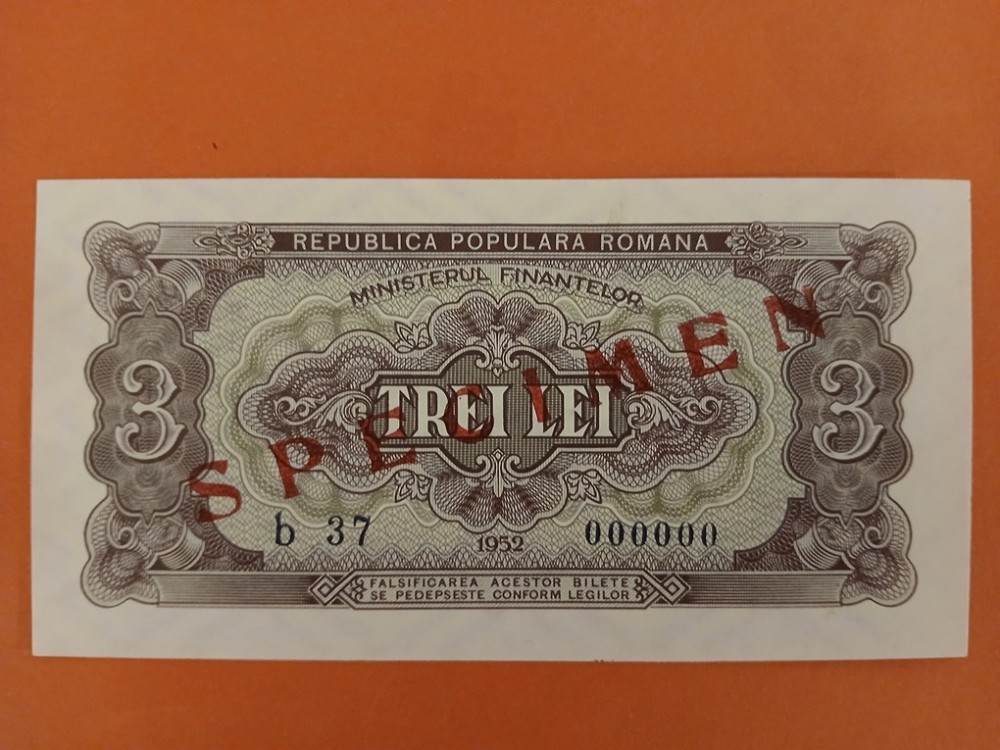 REPUBLICA POPULARA ROMANA
MINISTERUL FINANTELOR
3
TREI LEI
3
SPECIMEN
b 37
1952
000000
FALSIFICAREA ACESTOR BILETE
SE PEDEPSESTE CONFORM LEGILOR